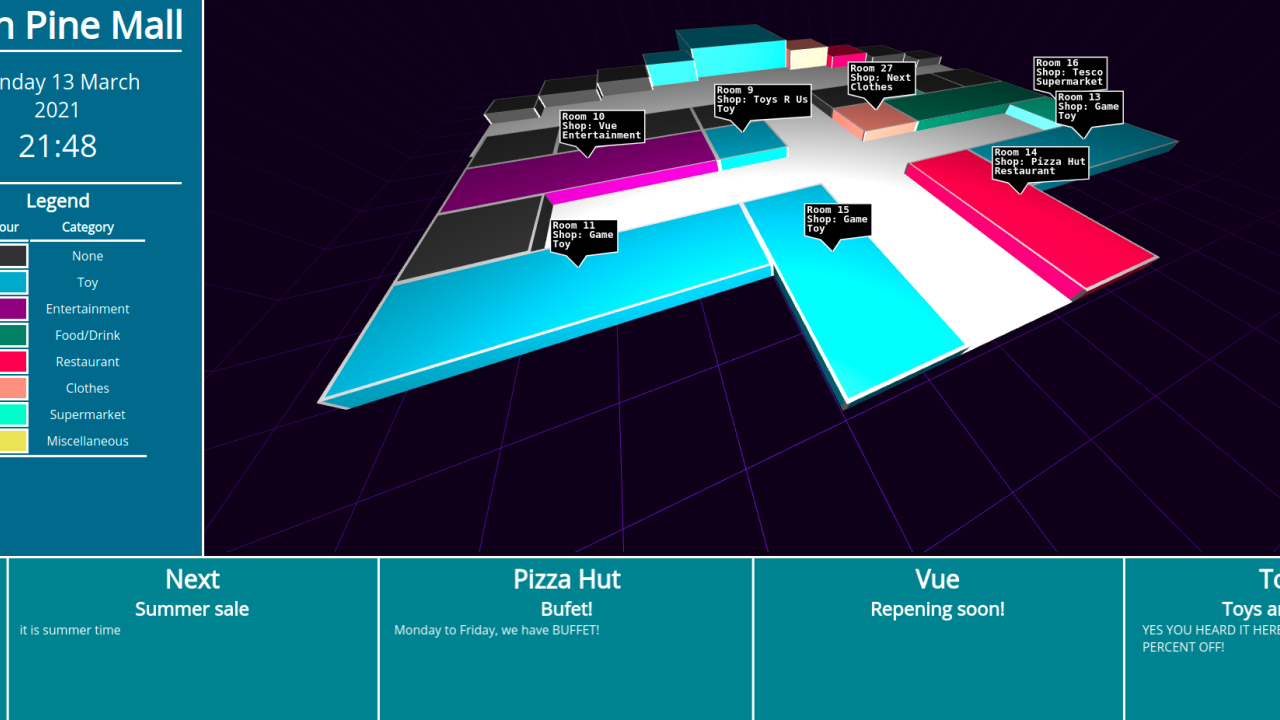 n Pine Mall
nday 13 March
2021
21:48
Legend
our Category
None
Toy
Entertainment
Food/Drink
Restaurant
Clothes
Supermarket
Miscellaneous
Room 16
Shop: Tesco
Supermarket
Room 27
Shop: Next
Clothes
Room 9
Shop: Toys R Us
Toy
Room 13
Shop: Game
Toy
Room 10
Shop: Vue
Entertainment
Room 14
Shop: Pizza Hut
Restaurant
Room 15
Shop: Game
Toy
Room 11
Shop: Game
Toy
Next
Summer sale
it is summer time
Pizza Hut
Bufet!
Monday to Friday, we have BUFFET!
Vue
Repening soon!
To
Toys a
YES YOU HEARD IT HERE
PERCENT OFF!